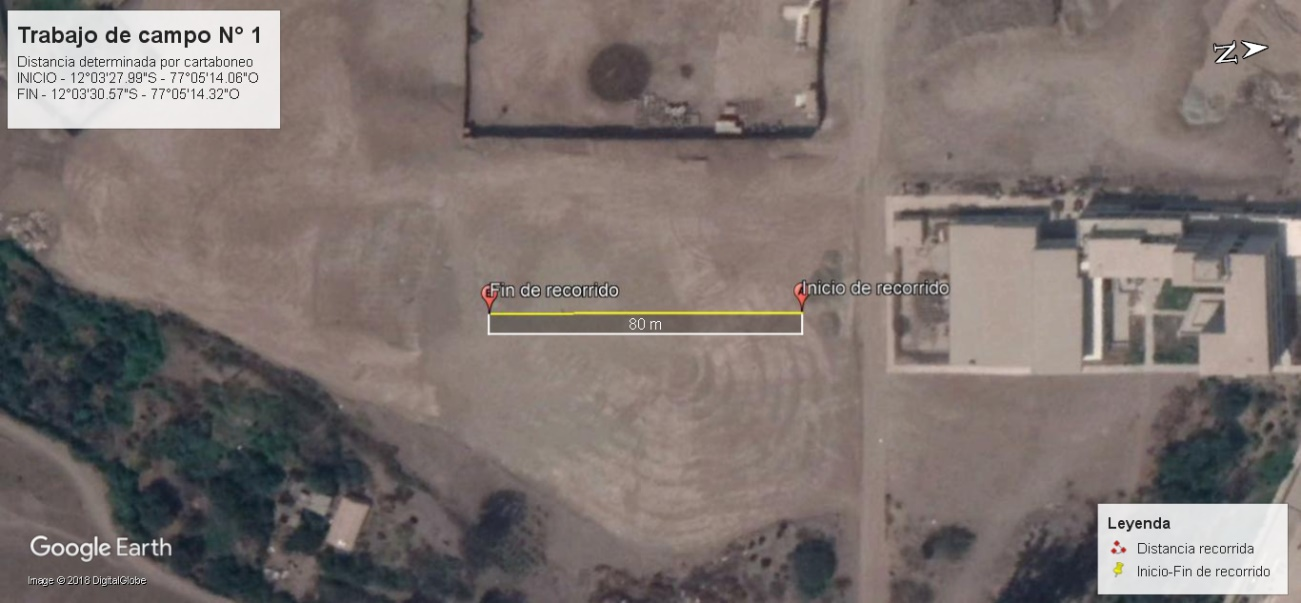 Trabajo de campo N° 1
Distancia determinada por cartaboneo
INICIO - 12°03'27.99"S - 77°05'14.06"O
FIN - 12°03'30.57"S - 77°05'14.32"O
N
Fin de recorrido
Inicio de recorrido
80 m
Leyenda
Distancia recorrida
Inicio-Fin de recorrido
Google Earth
Image © 2018 DigitalGlobe